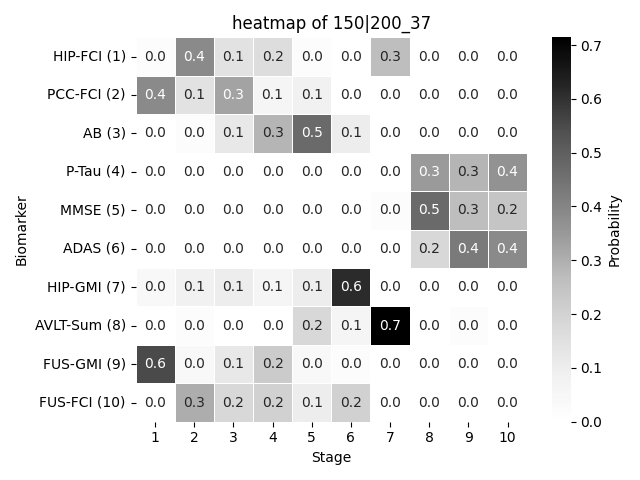 heatmap of 150|200_37
HIP-FCI (1) 0.0 0.4 0.1 0.2 0.0 0.0 0.3 0.0 0.0 0.0
PCC-FCI (2) 0.4 0.1 0.3 0.1 0.1 0.0 0.0 0.0 0.0 0.0
AB (3) 0.0 0.0 0.1 0.3 0.5 0.1 0.0 0.0 0.0 0.0
P-Tau (4) 0.0 0.0 0.0 0.0 0.0 0.0 0.0 0.3 0.3 0.4
MMSE (5) 0.0 0.0 0.0 0.0 0.0 0.0 0.0 0.5 0.3 0.2
ADAS (6) 0.0 0.0 0.0 0.0 0.0 0.0 0.0 0.2 0.4 0.4
HIP-GMI (7) 0.0 0.1 0.1 0.1 0.1 0.6 0.0 0.0 0.0 0.0
AVLT-Sum (8) 0.0 0.0 0.0 0.0 0.2 0.1 0.7 0.0 0.0 0.0
FUS-GMI (9) 0.6 0.0 0.1 0.2 0.0 0.0 0.0 0.0 0.0 0.0
FUS-FCI (10) 0.0 0.3 0.2 0.2 0.1 0.2 0.0 0.0 0.0 0.0
1 2 3 4 5 6 7 8 9 10
Stage
Biomarker
0.7
0.6
0.5
0.4
0.3
0.2
0.1
0.0
Probability